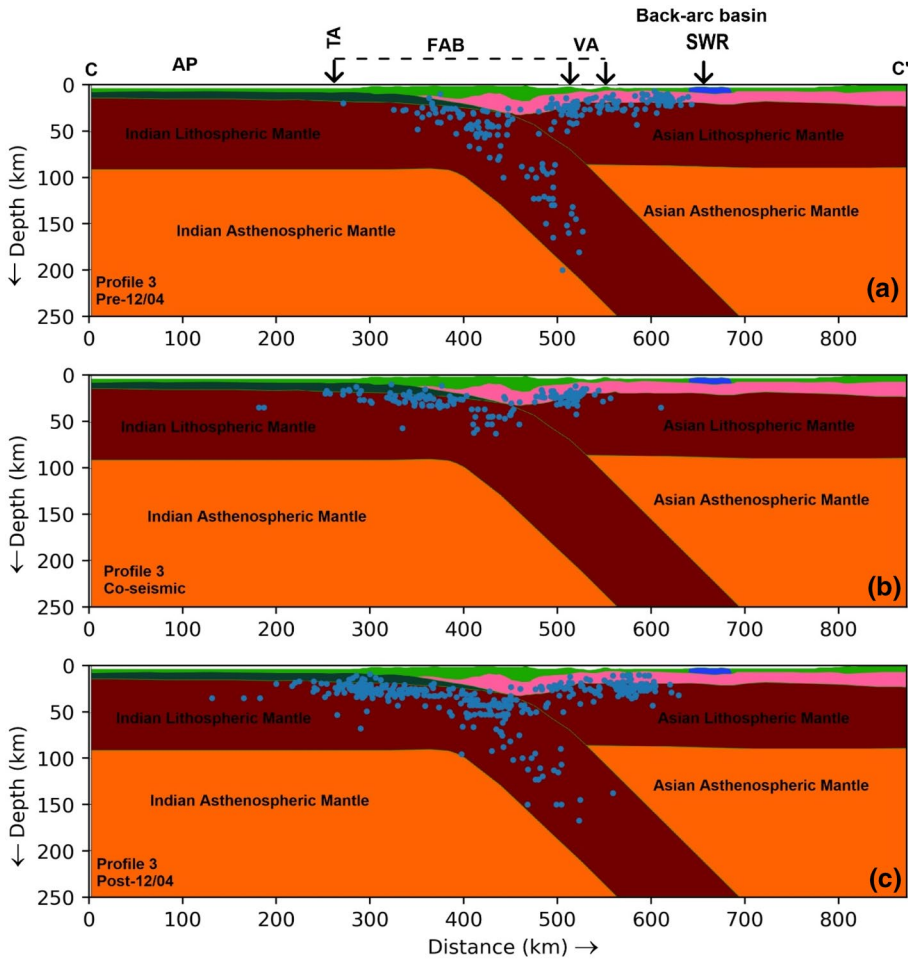 Back-arc basin
TA FAB VA SWR
C AP C'
0
50
100
150
200
250
← Depth (km)
Indian Lithospheric Mantle Asian Lithospheric Mantle
Indian Asthenospheric Mantle Asian Asthenospheric Mantle
Profile 3
Pre-12/04
(a)
0 100 200 300 400 500 600 700 800
0
50
100
150
200
250
← Depth (km)
Indian Lithospheric Mantle Asian Lithospheric Mantle
Indian Asthenospheric Mantle Asian Asthenospheric Mantle
Profile 3
Co-seismic
(b)
0 100 200 300 400 500 600 700 800
0
50
100
150
200
250
← Depth (km)
Indian Lithospheric Mantle Asian Lithospheric Mantle
Indian Asthenospheric Mantle Asian Asthenospheric Mantle
Profile 3
Post-12/04
(c)
0 100 200 300 400 500 600 700 800
Distance (km) →